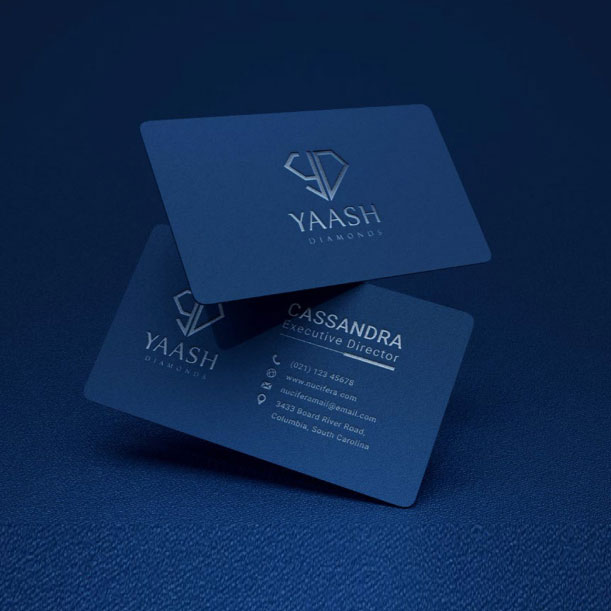 YD
YAASH
DIAMONDS
YAASH
DIAMONDS
CASSANDRA
Executive Director
(021) 123 45678
www.nucifera.com
nuciferamail@email.com
3433 Board River Road,
Columbia, South Carolina